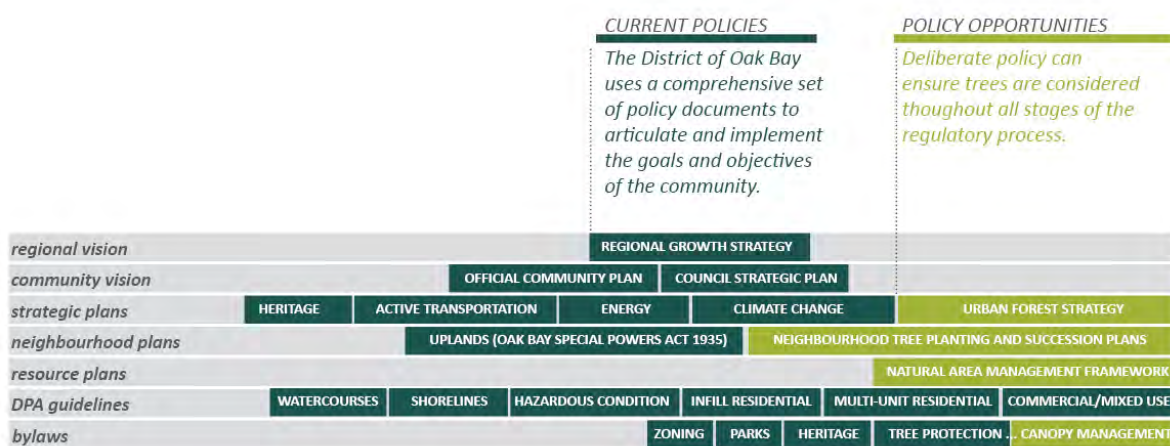 CURRENT POLICIES
The District of Oak Bay
uses a comprehensive set
of policy documents to
articulate and implement
the goals and objectives
of the community.
POLICY OPPORTUNITIES
Deliberate policy can
ensure trees are considered
thoughout all stages of the
regulatory process.
regional vision REGIONAL GROWTH STRATEGY
community vision OFFICIAL COMMUNITY PLAN COUNCIL STRATEGIC PLAN
strategic plans HERITAGE ACTIVE TRANSPORTATION ENERGY CLIMATE CHANGE URBAN FOREST STRATEGY
neighbourhood plans UPLANDS (OAK BAY SPECIAL POWERS ACT 1935) NEIGHBOURHOOD TREE PLANTING AND SUCCESSION PLANS
resource plans NATURAL AREA MANAGEMENT FRAMEWORK
DPA guidelines WATERCOURSES SHORELINES HAZARDOUS CONDITION INFILL RESIDENTIAL MULTI-UNIT RESIDENTIAL COMMERCIAL/MIXED USE
bylaws ZONING PARKS HERITAGE TREE PROTECTION ... CANOPY MANAGEMENT